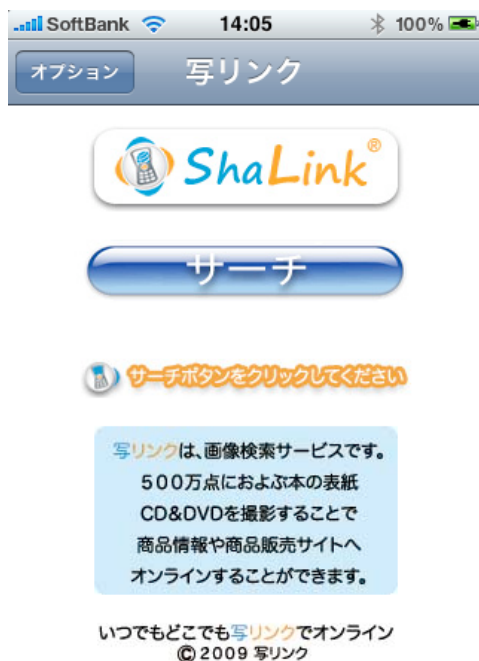 SoftBank 14:05 100%
オプション 写リンク
ShaLink®
サーチ
サーチボタンをクリックしてください
写リンクは、画像検索サービスです。
500万点におよぶ本の表紙
CD&DVDを撮影することで
商品情報や商品販売サイトへ
オンラインすることができます。
いつでもどこでも写リンクでオンライン
© 2009 写リンク